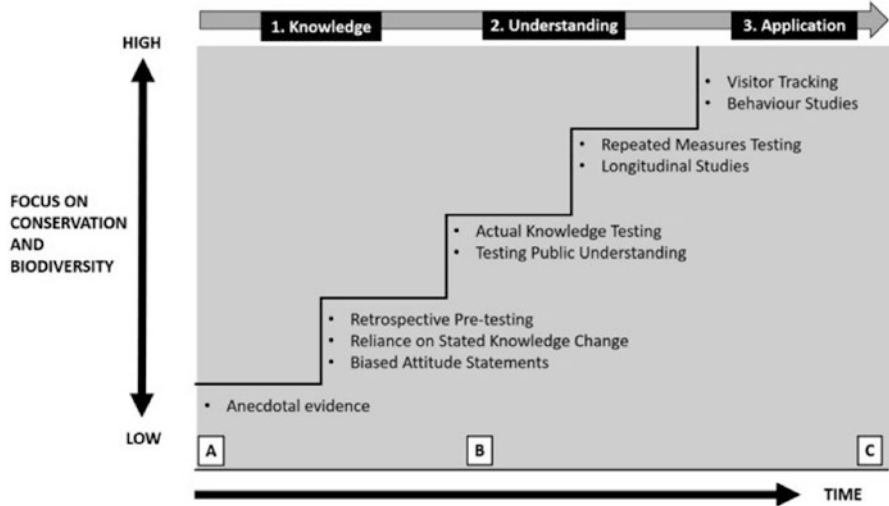 1. Knowledge
2. Understanding
3. Application
HIGH
• Visitor Tracking
• Behaviour Studies
• Repeated Measures Testing
• Longitudinal Studies
FOCUS ON
CONSERVATION
AND
BIODIVERSITY
• Actual Knowledge Testing
• Testing Public Understanding
• Retrospective Pre-testing
• Reliance on Stated Knowledge Change
• Biased Attitude Statements
• Anecdotal evidence
LOW
A
B
C
TIME